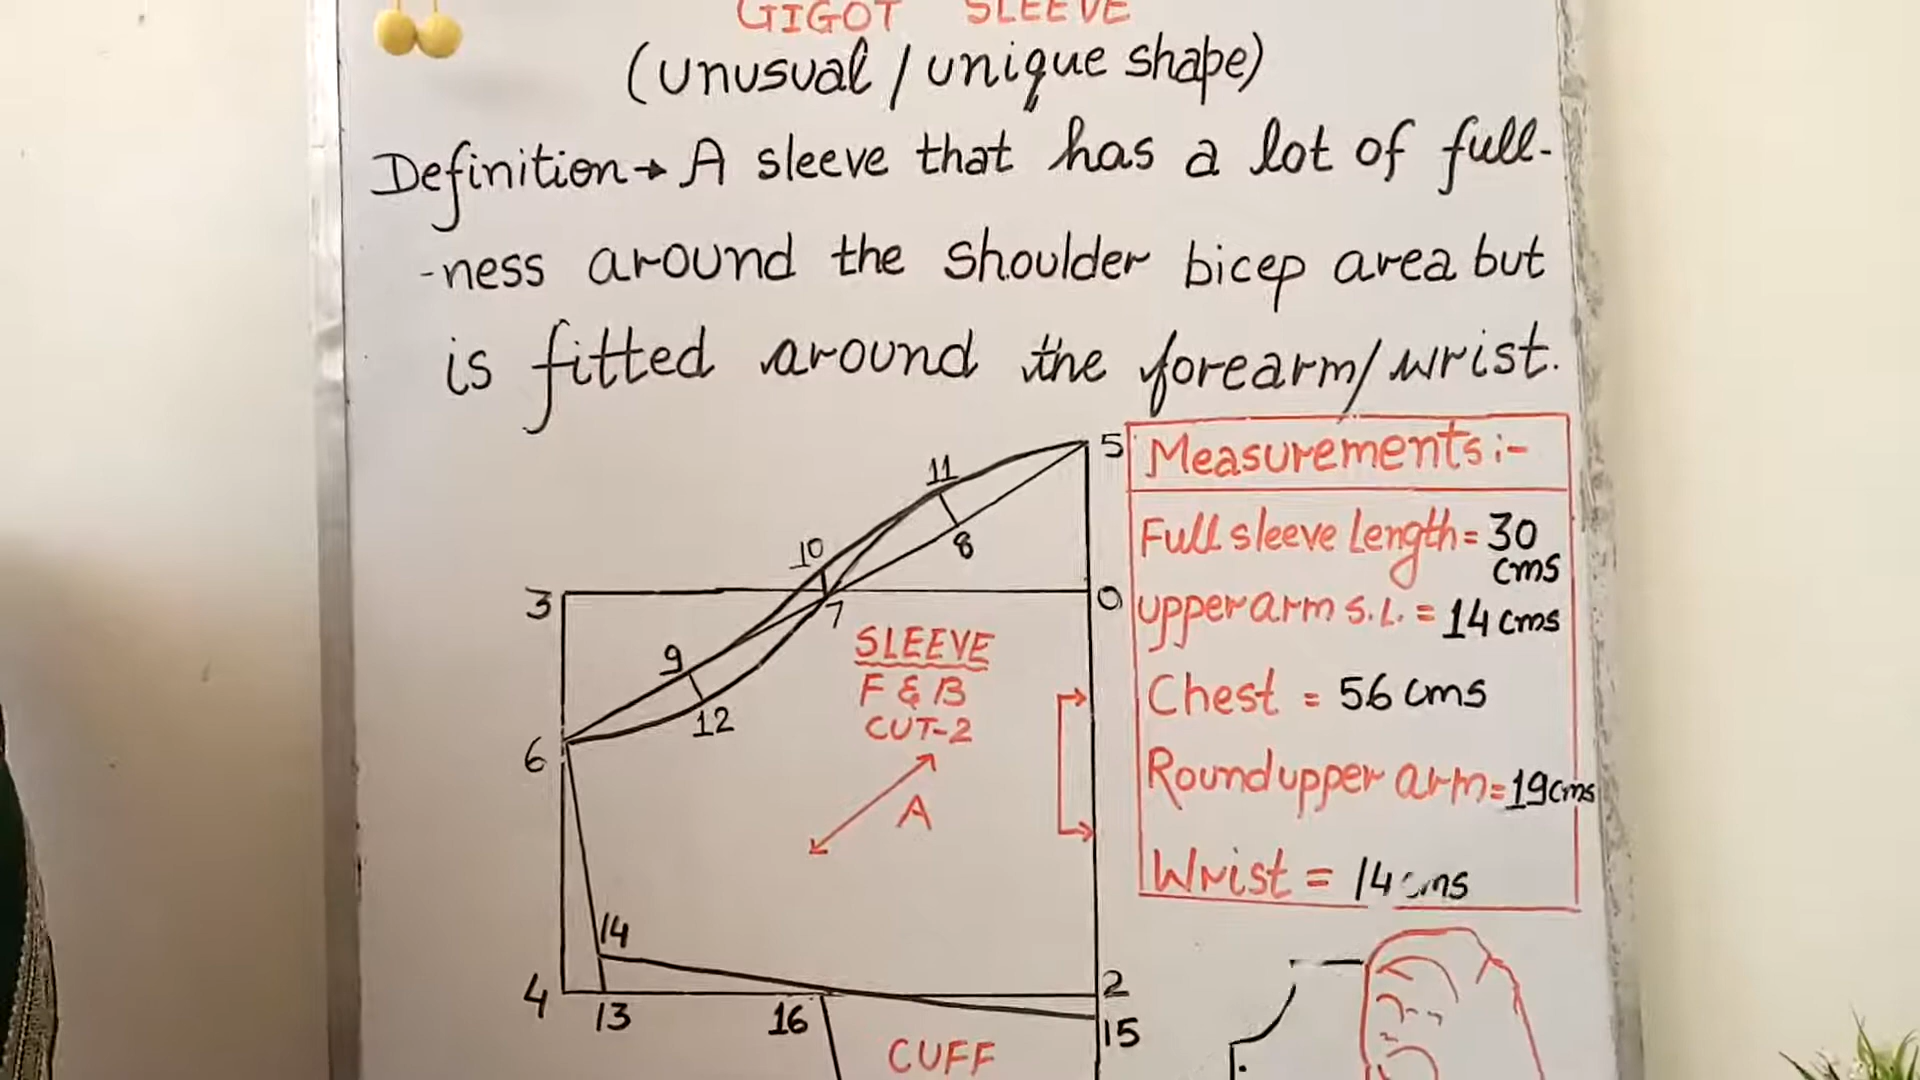 GIGOT SLEEVE
(unusual / unique shape)
Definition → A sleeve that has a lot of full-
-ness around the shoulder bicep area but
is fitted around the forearm/wrist.
Measurements:-
Full sleeve Length = 30
cms
upper arm s.l. = 14 cms
Chest = 56 cms
Round upper arm = 19 cms
Wrist = 14 cms
5
11
8
10
3
0
7
9
12
6
SLEEVE
F & B
CUT-2
A
14
4
13
16
2
15
CUFF